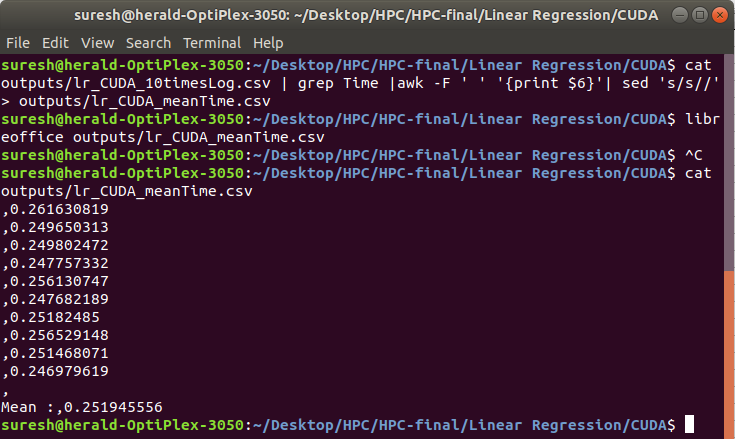 suresh@herald-OptiPlex-3050: ~/Desktop/HPC/HPC-final/Linear Regression/CUDA
File Edit View Search Terminal Help
suresh@herald-OptiPlex-3050:~/Desktop/HPC/HPC-final/Linear Regression/CUDA$ cat
outputs/lr_CUDA_10timesLog.csv | grep Time |awk -F ' ' '{print $6}'| sed 's/s//'
> outputs/lr_CUDA_meanTime.csv
suresh@herald-OptiPlex-3050:~/Desktop/HPC/HPC-final/Linear Regression/CUDA$ libr
eoffice outputs/lr_CUDA_meanTime.csv
suresh@herald-OptiPlex-3050:~/Desktop/HPC/HPC-final/Linear Regression/CUDA$ ^C
suresh@herald-OptiPlex-3050:~/Desktop/HPC/HPC-final/Linear Regression/CUDA$ cat
outputs/lr_CUDA_meanTime.csv
,0.261630819
,0.249650313
,0.249802472
,0.247757332
,0.256130747
,0.247682189
,0.25182485
,0.256529148
,0.251468071
,0.246979619
,
Mean :,0.251945556
suresh@herald-OptiPlex-3050:~/Desktop/HPC/HPC-final/Linear Regression/CUDA$